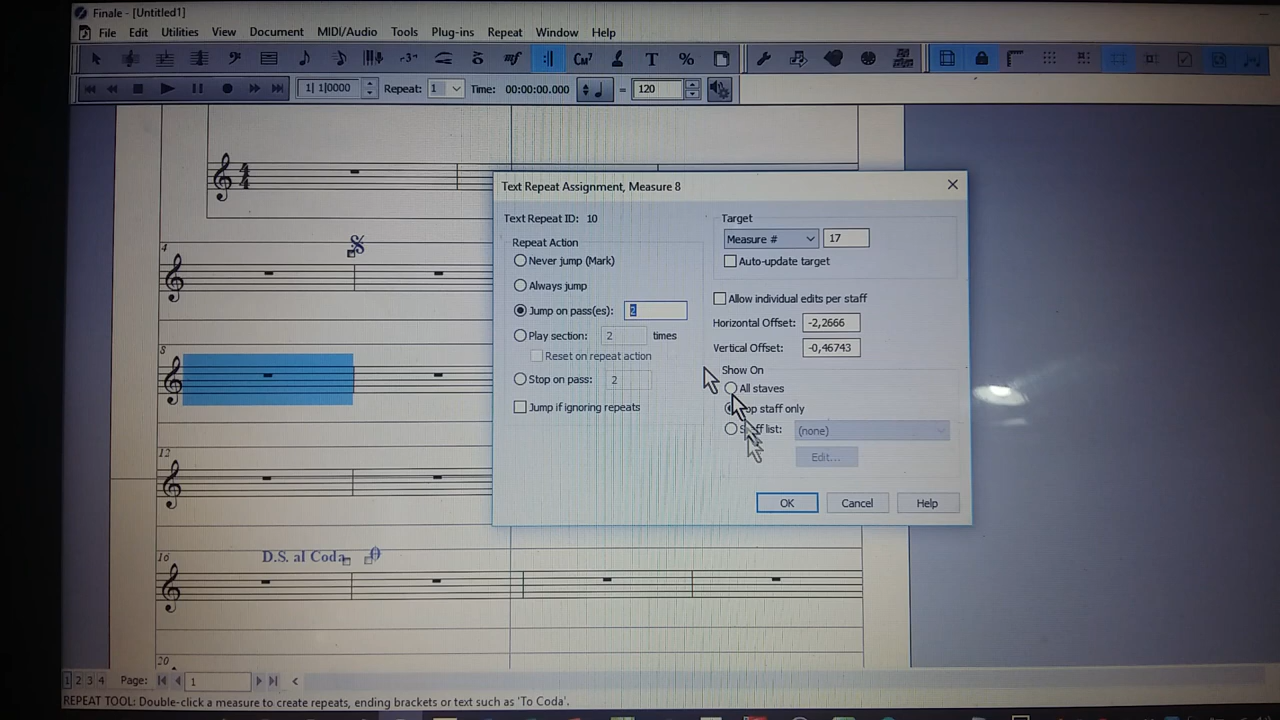 Finale - [Untitled1]
File Edit Utilities View Document MIDI/Audio Tools Plug-ins Repeat Window Help
1| 1|0000 Repeat: 1 Time: 00:00:00.000 = 120
Text Repeat Assignment, Measure 8
Text Repeat ID: 10
Repeat Action
Never jump (Mark)
Always jump
Jump on pass(es): 2
Play section: 2 times
Reset on repeat action
Stop on pass: 2
Jump if ignoring repeats
Target
Measure # 17
Auto-update target
Allow individual edits per staff
Horizontal Offset: -2,2666
Vertical Offset: -0,46743
Show On
All staves
staff only
list: (none)
Edit...
OK Cancel Help
4
8
12
16
D.S. al Coda
20
1 2 3 4 Page: 1
REPEAT TOOL: Double-click a measure to create repeats, ending brackets or text such as 'To Coda'.